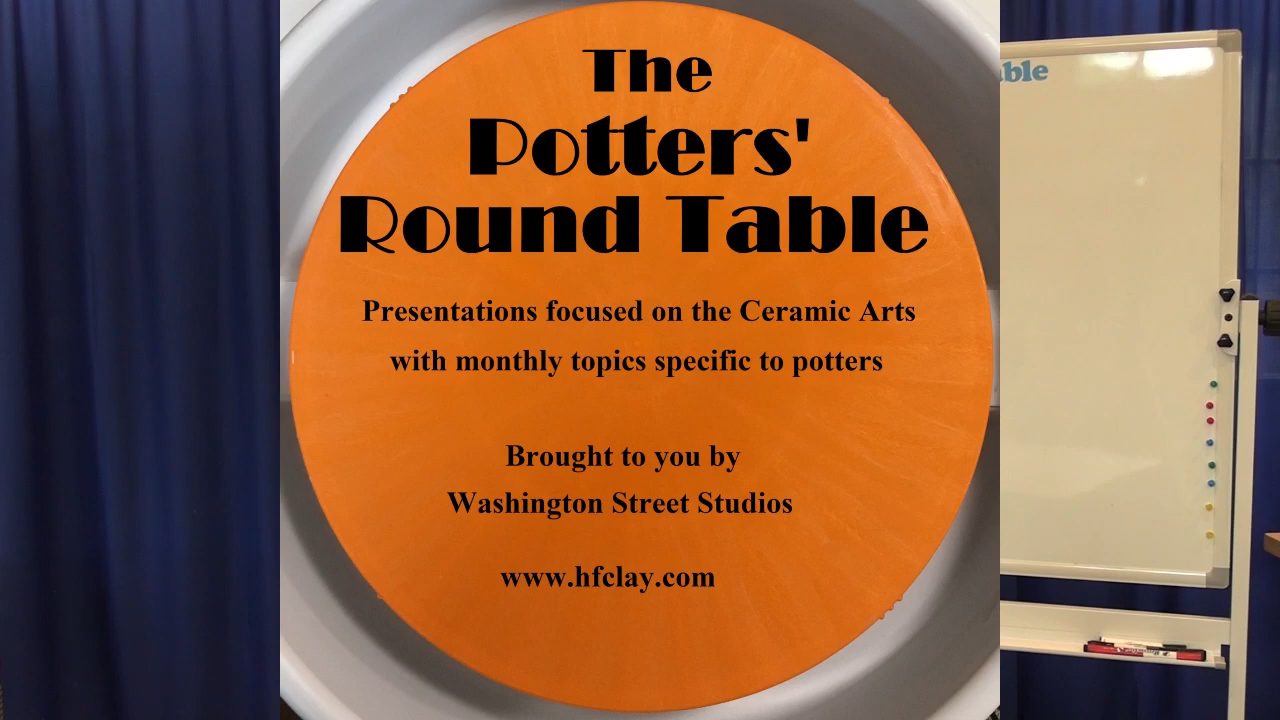 The
Potters'
Round Table
Presentations focused on the Ceramic Arts
with monthly topics specific to potters
Brought to you by
Washington Street Studios
www.hfclay.com